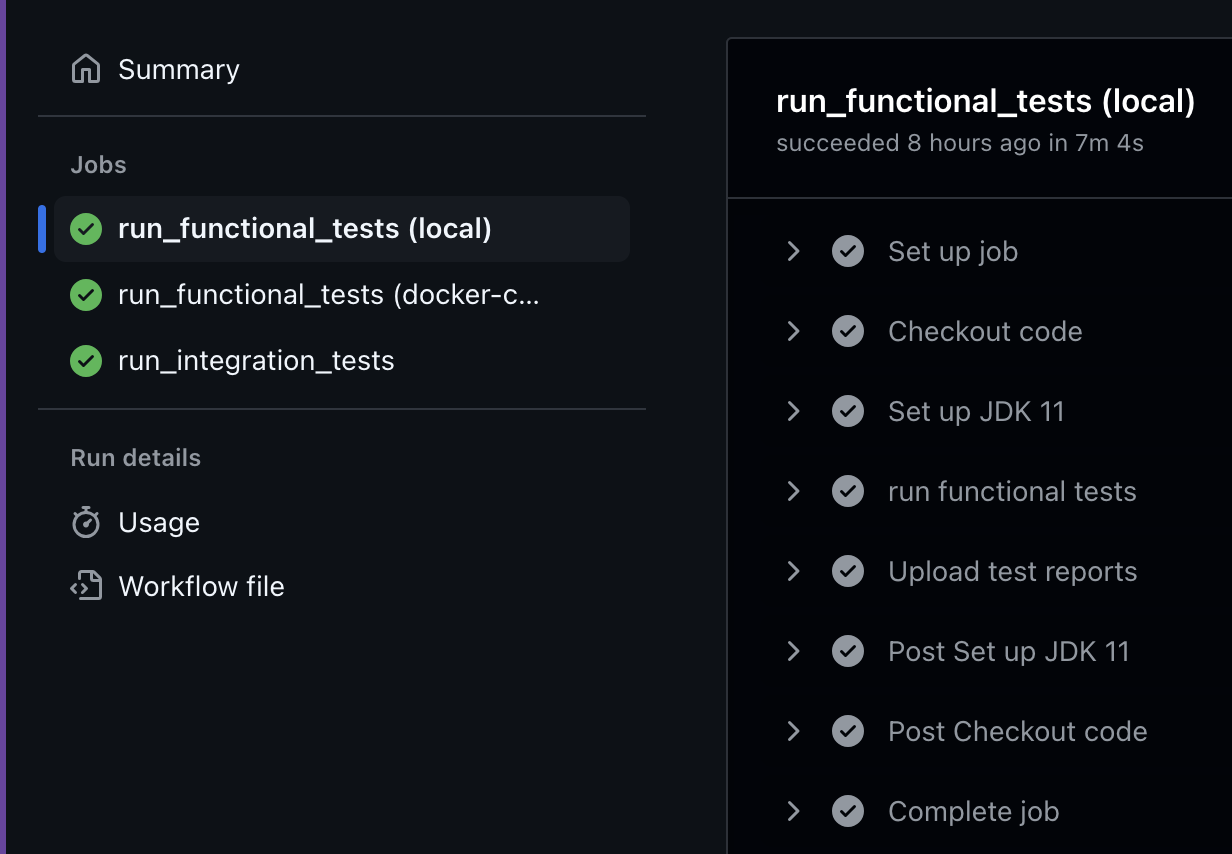 Summary
Jobs
run_functional_tests (local)
run_functional_tests (docker-c...
run_integration_tests
Run details
Usage
Workflow file
run_functional_tests (local)
succeeded 8 hours ago in 7m 4s
Set up job
Checkout code
Set up JDK 11
run functional tests
Upload test reports
Post Set up JDK 11
Post Checkout code
Complete job